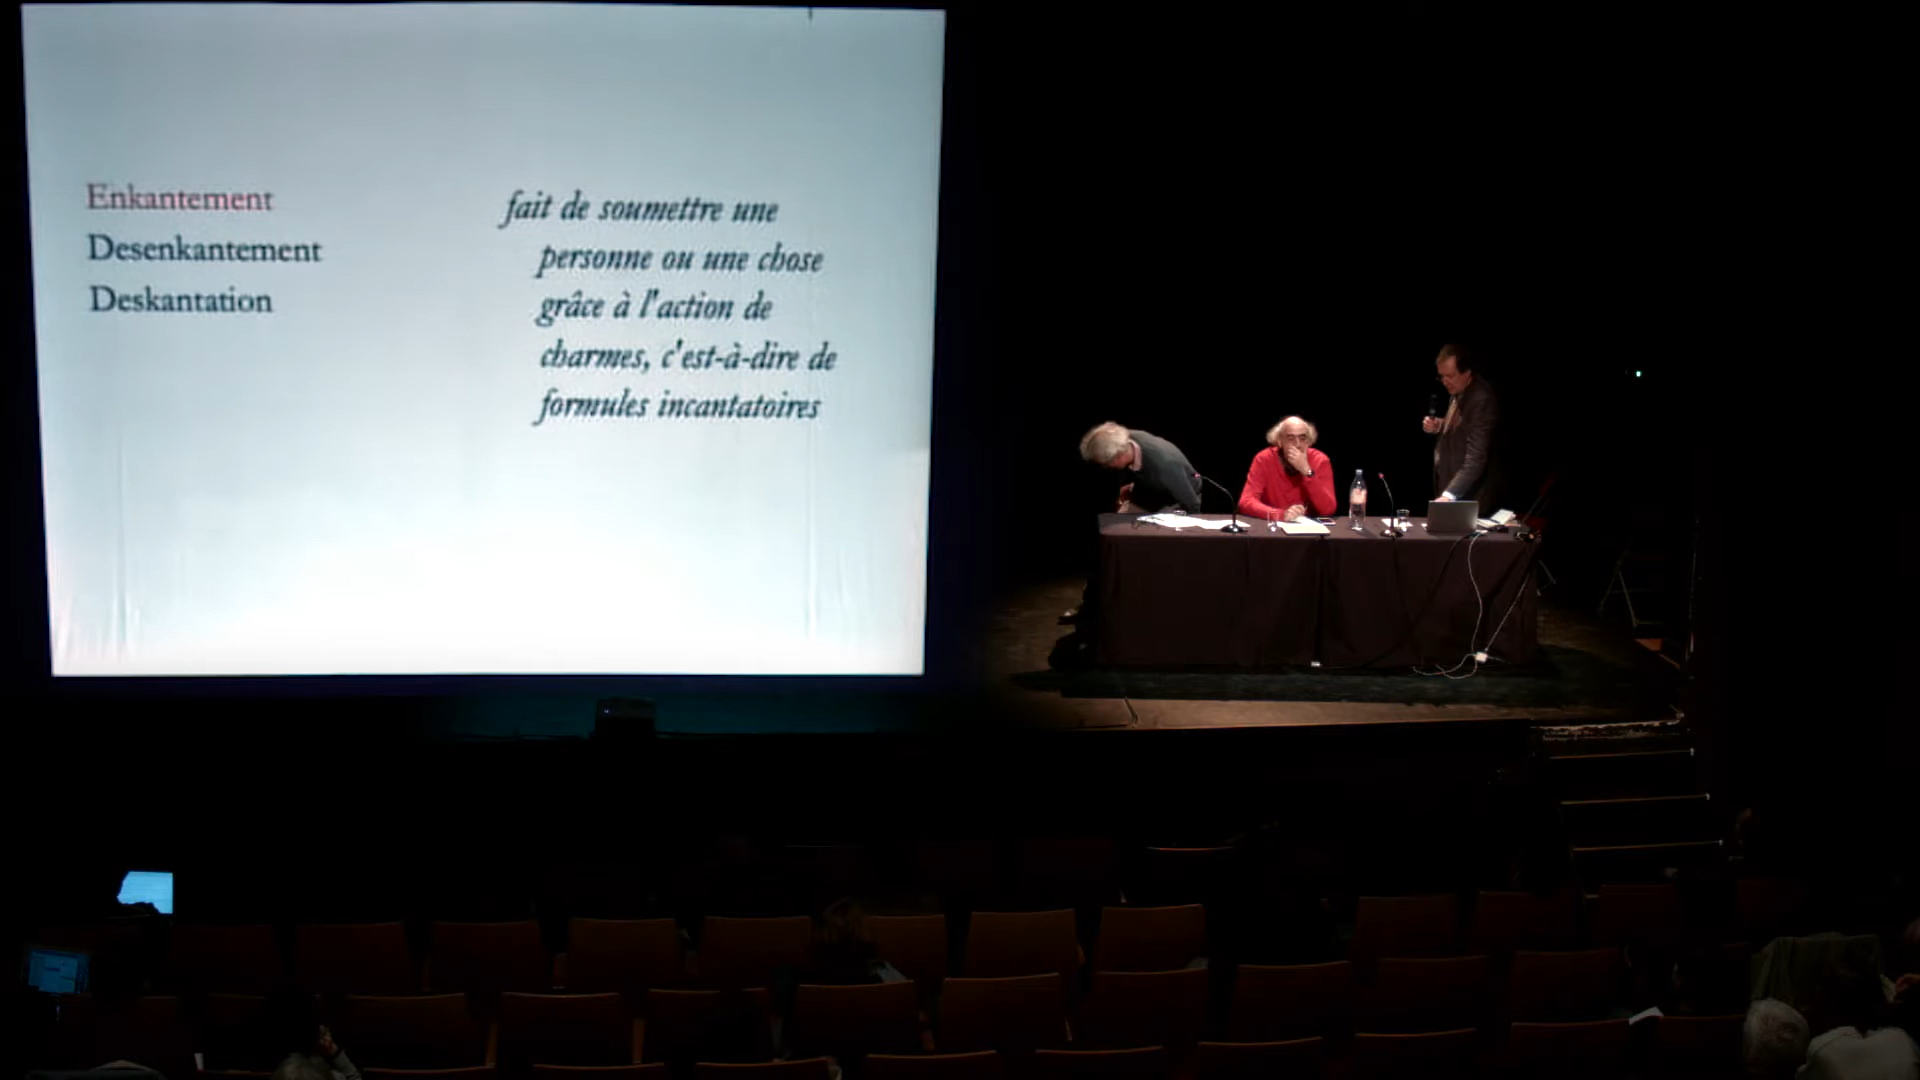 Enkantement
Desenkantement
Deskantation
fait de soumettre une
personne ou une chose
grâce à l'action de
charmes, c'est-à-dire de
formules incantatoires